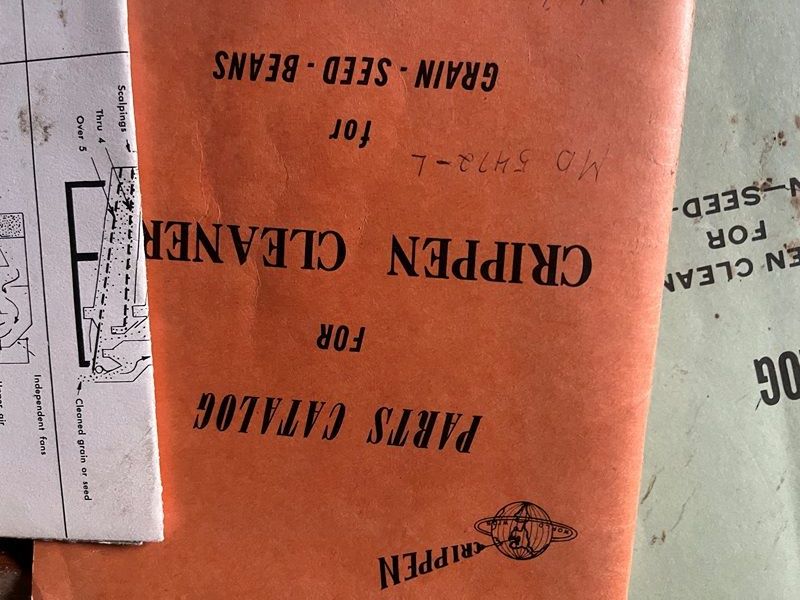 CRIPPEN
PARTS CATALOG
FOR
CRIPPEN CLEANER
MD 5472-L
for
GRAIN - SEED - BEANS
Scalpings
Thru 4
Over 5
Cleaned grain or seed
Independent fans
OG
EN CLEAN
FOR
N-SEED-